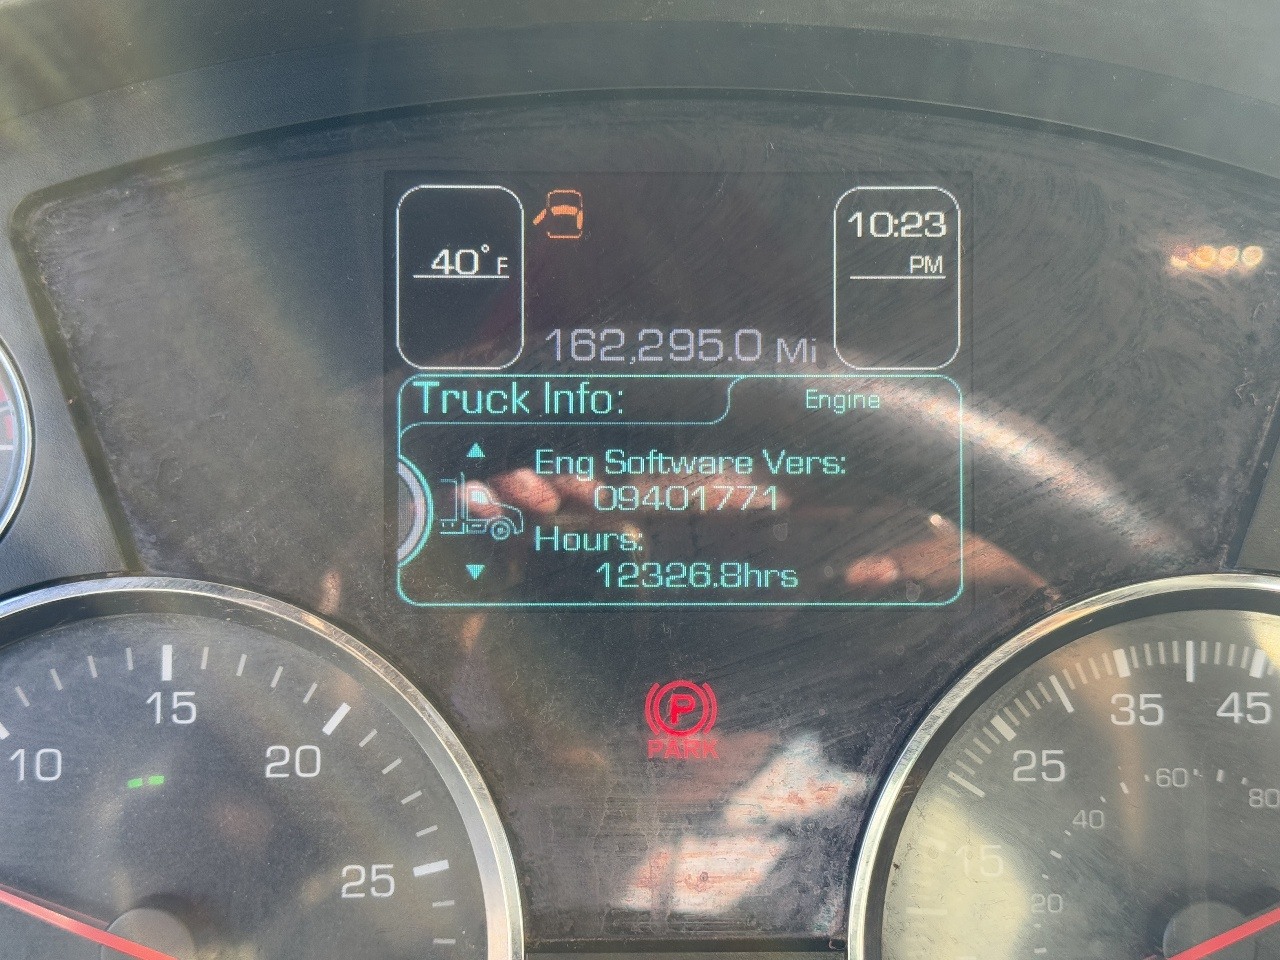 40°F
10:23
PM
162,295.0 Mi
Truck Info:
Engine
Eng Software Vers:
09401771
Hours:
12326.8hrs
P
PARK
10
15
20
25
15
25
35
45
20
40
60
80